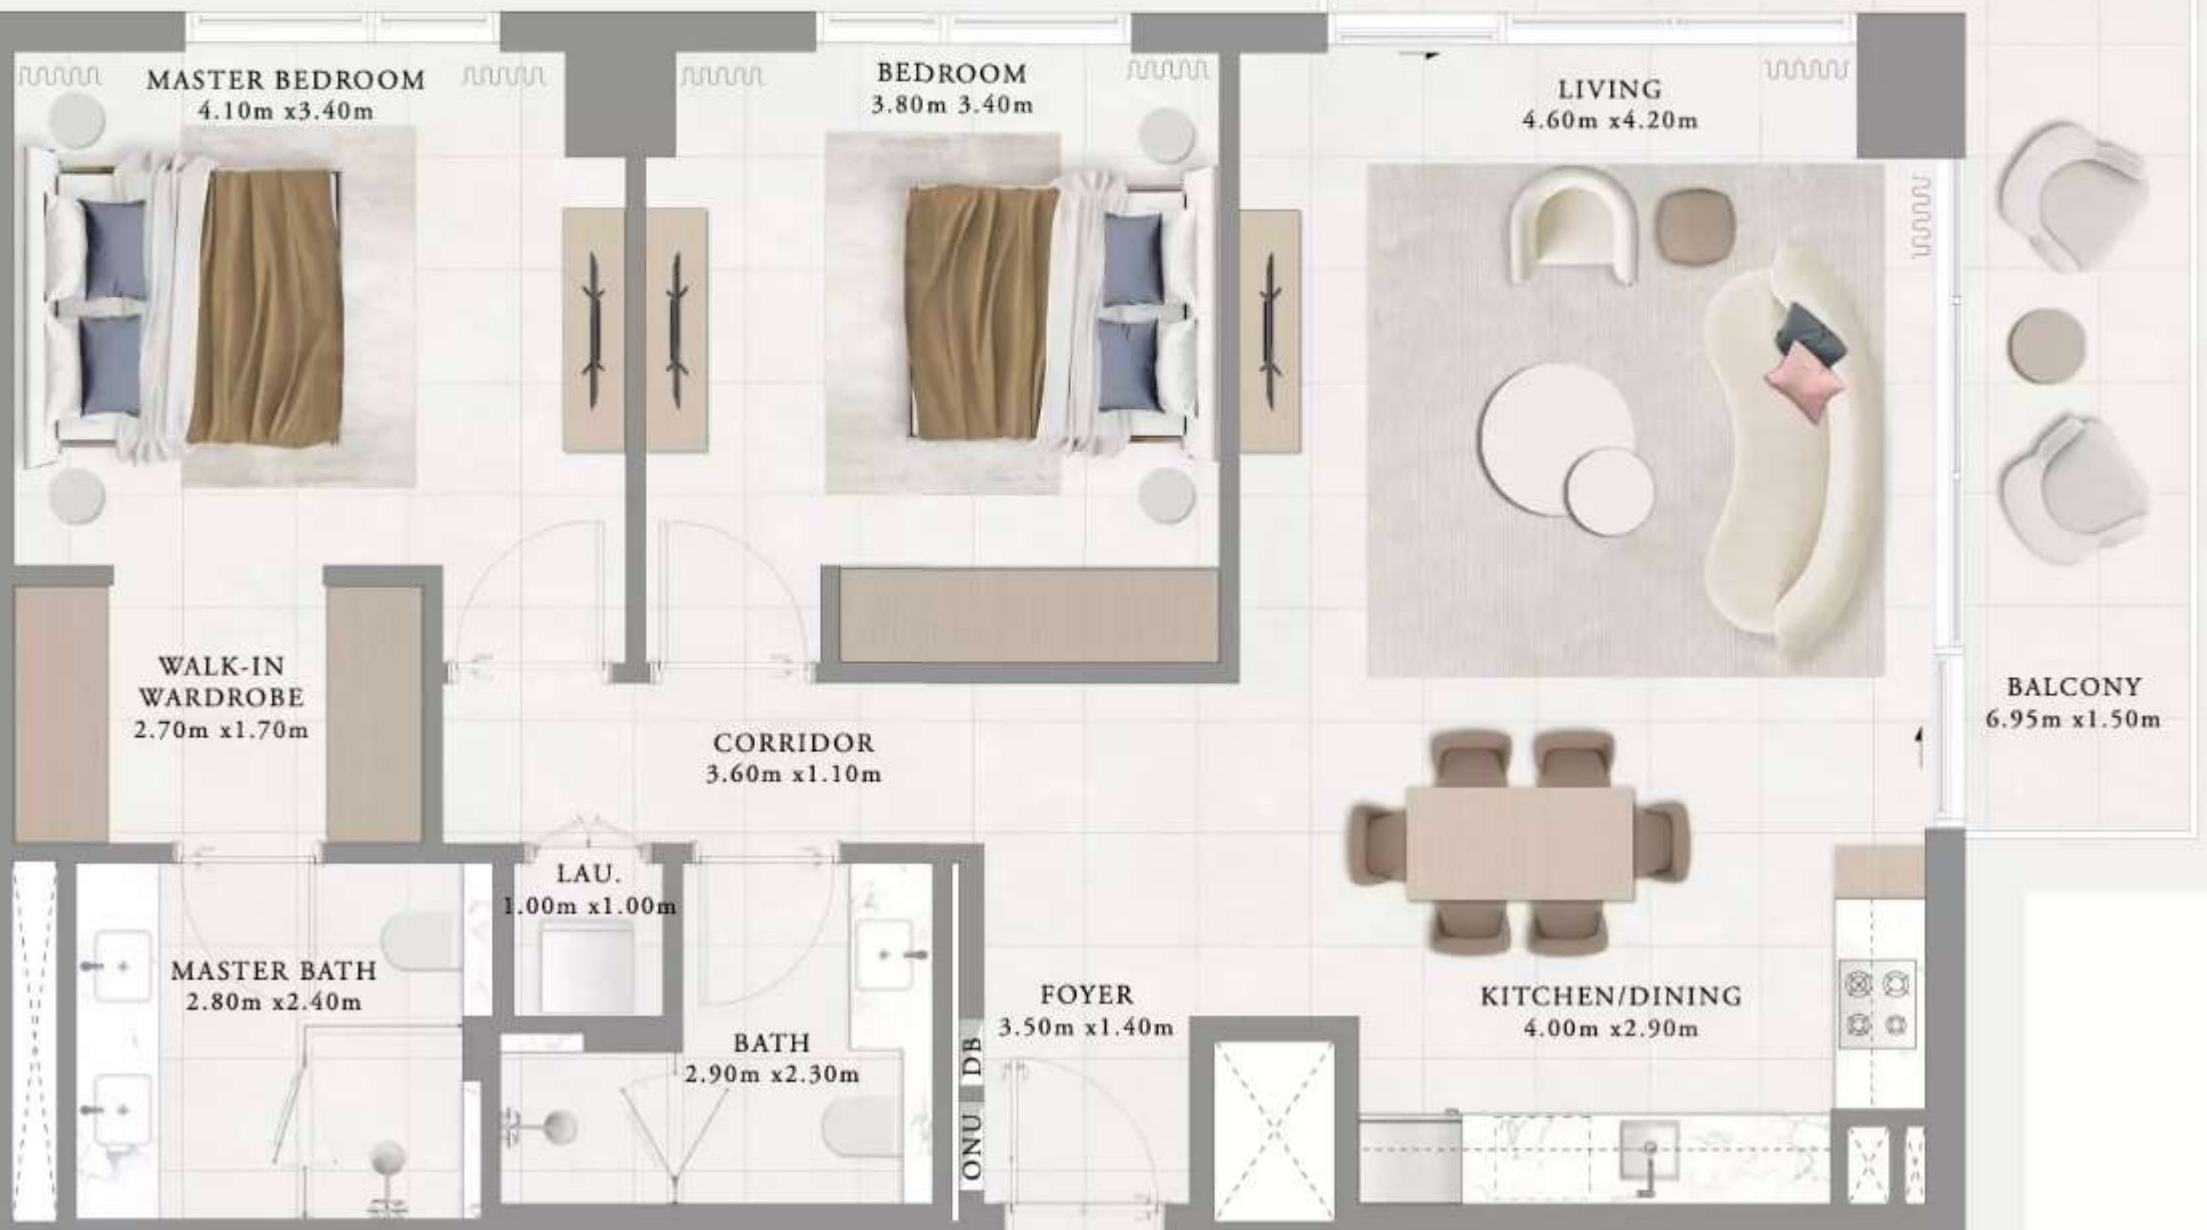 MASTER BEDROOM
4.10m x3.40m
BEDROOM
3.80m 3.40m
LIVING
4.60m x4.20m
WALK-IN
WARDROBE
2.70m x1.70m
CORRIDOR
3.60m x1.10m
BALCONY
6.95m x1.50m
LAU.
1.00m x1.00m
MASTER BATH
2.80m x2.40m
BATH
2.90m x2.30m
DB
ONU
FOYER
3.50m x1.40m
KITCHEN/DINING
4.00m x2.90m